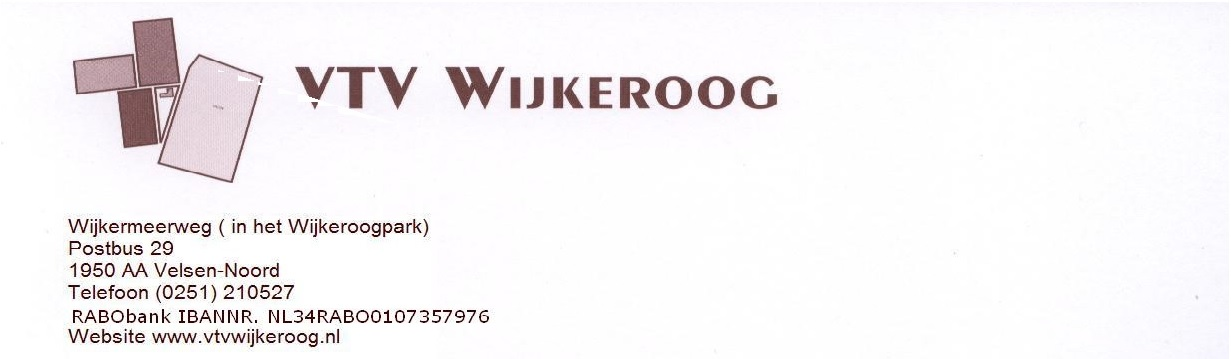 VTV WIJKEROOG
Wijkermeerweg ( in het Wijkeroogpark)
Postbus 29
1950 AA Velsen-Noord
Telefoon (0251) 210527
RABObank IBANNR. NL34RABO0107357976
Website www.vtvwijkeroog.nl